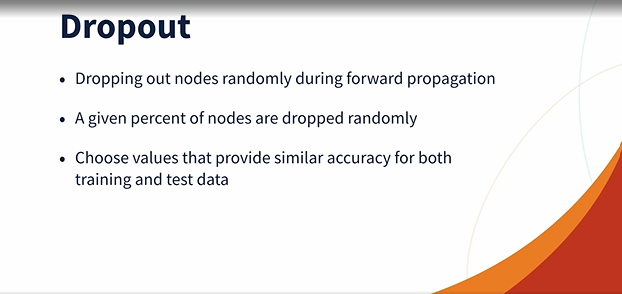 Dropout
• Dropping out nodes randomly during forward propagation
• A given percent of nodes are dropped randomly
• Choose values that provide similar accuracy for both
training and test data